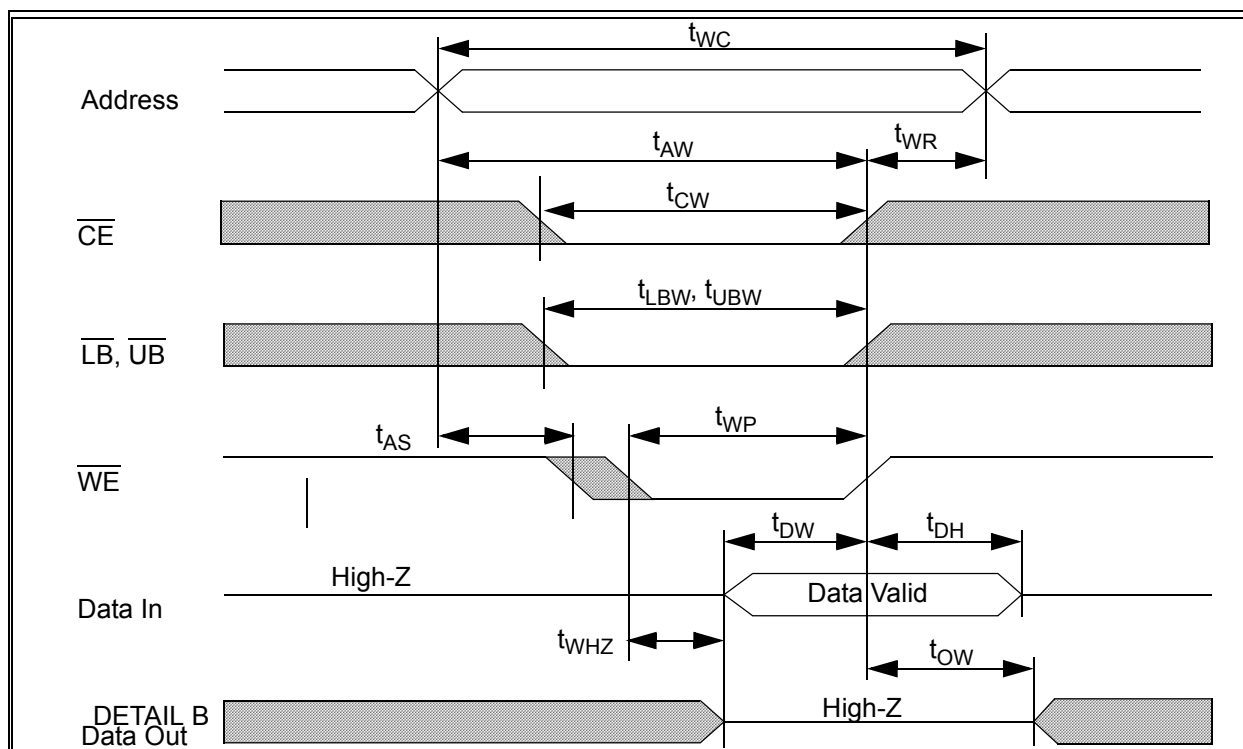 tWC
Address
tAW
tWR
tCW
CE
tLBW, tUBW
LB, UB
tWP
tAS
WE
tDW
tDH
High-Z
Data Valid
Data In
tWHZ
tOW
High-Z
DETAIL B
Data Out